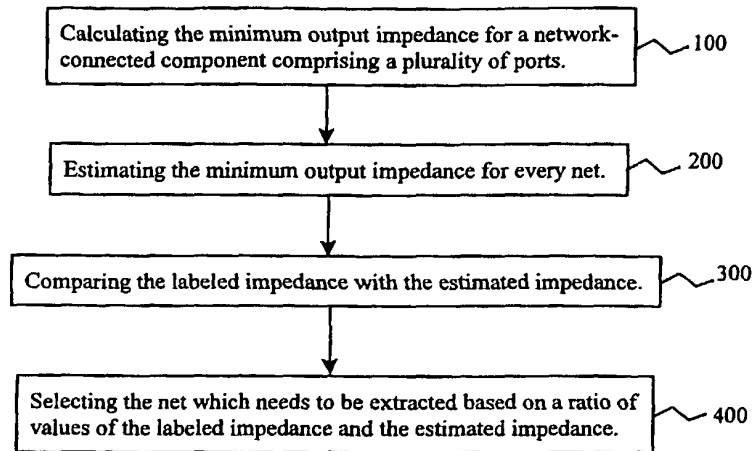 Calculating the minimum output impedance for a network-
connected component comprising a plurality of ports.
100
Estimating the minimum output impedance for every net.
200
Comparing the labeled impedance with the estimated impedance.
300
Selecting the net which needs to be extracted based on a ratio of
values of the labeled impedance and the estimated impedance.
400